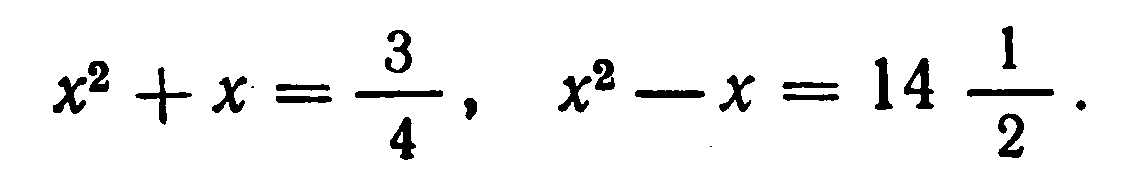 x² + x = 3/4, x² — x = 14 1/2.